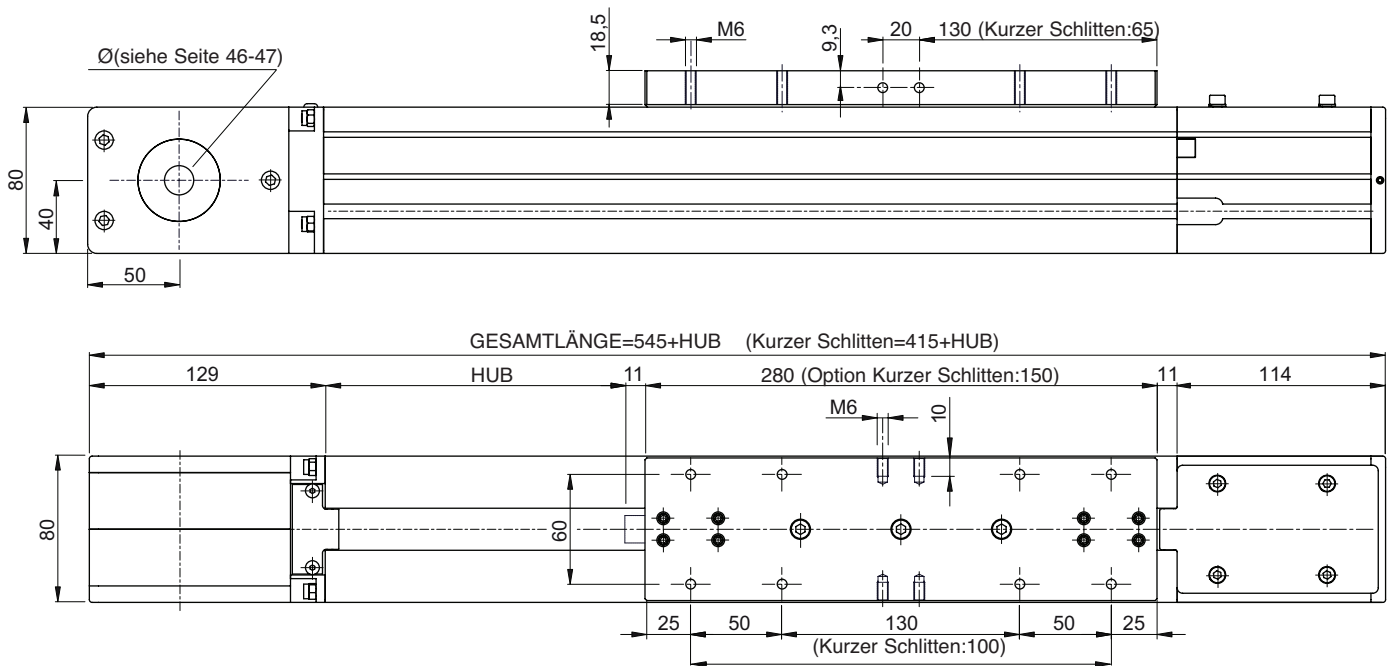 Ø(siehe Seite 46-47)
18,5
M6
9,3
20
130 (Kurzer Schlitten:65)
80
40
50
GESAMTLÄNGE=545+HUB (Kurzer Schlitten=415+HUB)
129
HUB
11
280 (Option Kurzer Schlitten:150)
11
114
M6
10
80
60
25
50
130
50
25
(Kurzer Schlitten:100)